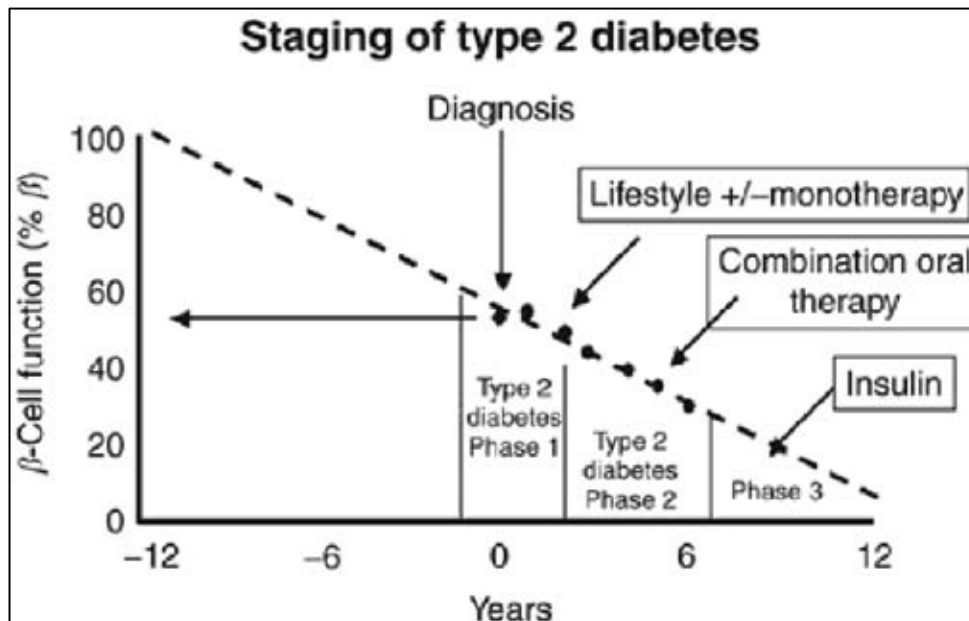 Staging of type 2 diabetes
Diagnosis
100
80
60
40
20
0
β-Cell function (% β)
Lifestyle +/–monotherapy
Combination oral
therapy
Insulin
Type 2
diabetes
Phase 1
Type 2
diabetes
Phase 2
Phase 3
–12
–6
0
6
12
Years